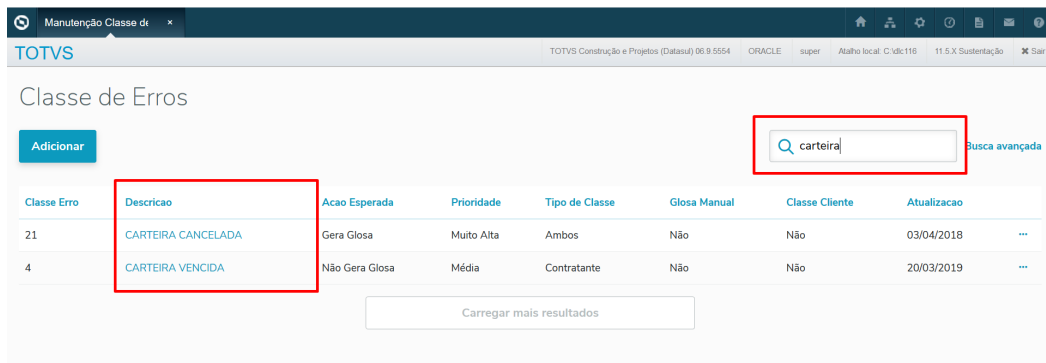 Manutenção Classe de ×
TOTVS
TOTVS Construção e Projetos (Datasul) 06.9.5554 ORACLE super Atalho local: C:\dlc116 11.5.X Sustentação ✖ Sair
Classe de Erros
Adicionar carteira Busca avançada
Classe Erro Descricao Acao Esperada Prioridade Tipo de Classe Glosa Manual Classe Cliente Atualizacao
21 CARTEIRA CANCELADA Gera Glosa Muito Alta Ambos Não Não 03/04/2018 ...
4 CARTEIRA VENCIDA Não Gera Glosa Média Contratante Não Não 20/03/2019 ...
Carregar mais resultados